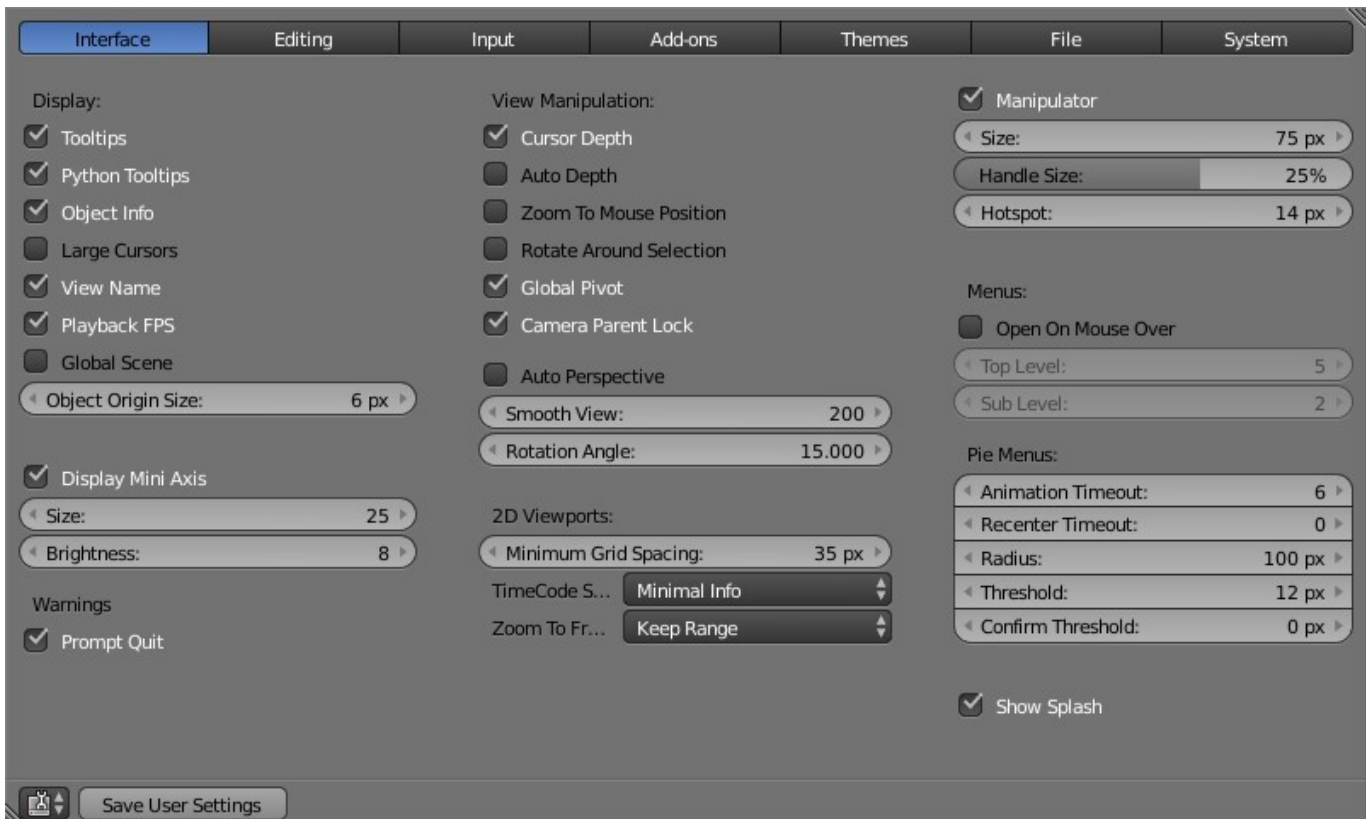 Interface Editing Input Add-ons Themes File System
Display:
Tooltips
Python Tooltips
Object Info
Large Cursors
View Name
Playback FPS
Global Scene
Object Origin Size: 6 px
Display Mini Axis
Size: 25
Brightness: 8
Warnings
Prompt Quit
View Manipulation:
Cursor Depth
Auto Depth
Zoom To Mouse Position
Rotate Around Selection
Global Pivot
Camera Parent Lock
Auto Perspective
Smooth View: 200
Rotation Angle: 15.000
2D Viewports:
Minimum Grid Spacing: 35 px
TimeCode S... Minimal Info
Zoom To Fr... Keep Range
Manipulator
Size: 75 px
Handle Size: 25%
Hotspot: 14 px
Menus:
Open On Mouse Over
Top Level: 5
Sub Level: 2
Pie Menus:
Animation Timeout: 6
Recenter Timeout: 0
Radius: 100 px
Threshold: 12 px
Confirm Threshold: 0 px
Show Splash
Save User Settings